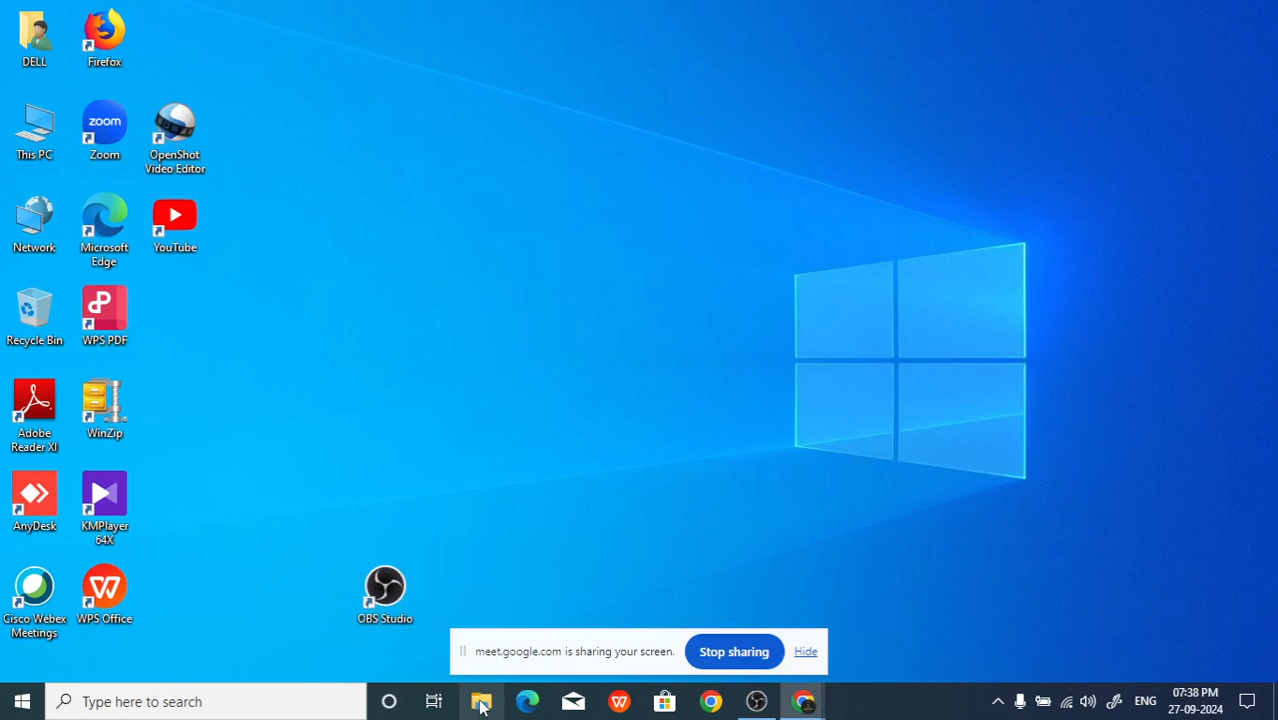 DELL
Firefox
This PC
zoom
Zoom
OpenShot
Video Editor
Network
Microsoft
Edge
YouTube
Recycle Bin
WPS PDF
Adobe
Reader XI
WinZip
AnyDesk
KMPlayer
64X
Cisco Webex
Meetings
WPS Office
OBS Studio
meet.google.com is sharing your screen.
Stop sharing
Hide
Type here to search
ENG
07:38 PM
27-09-2024